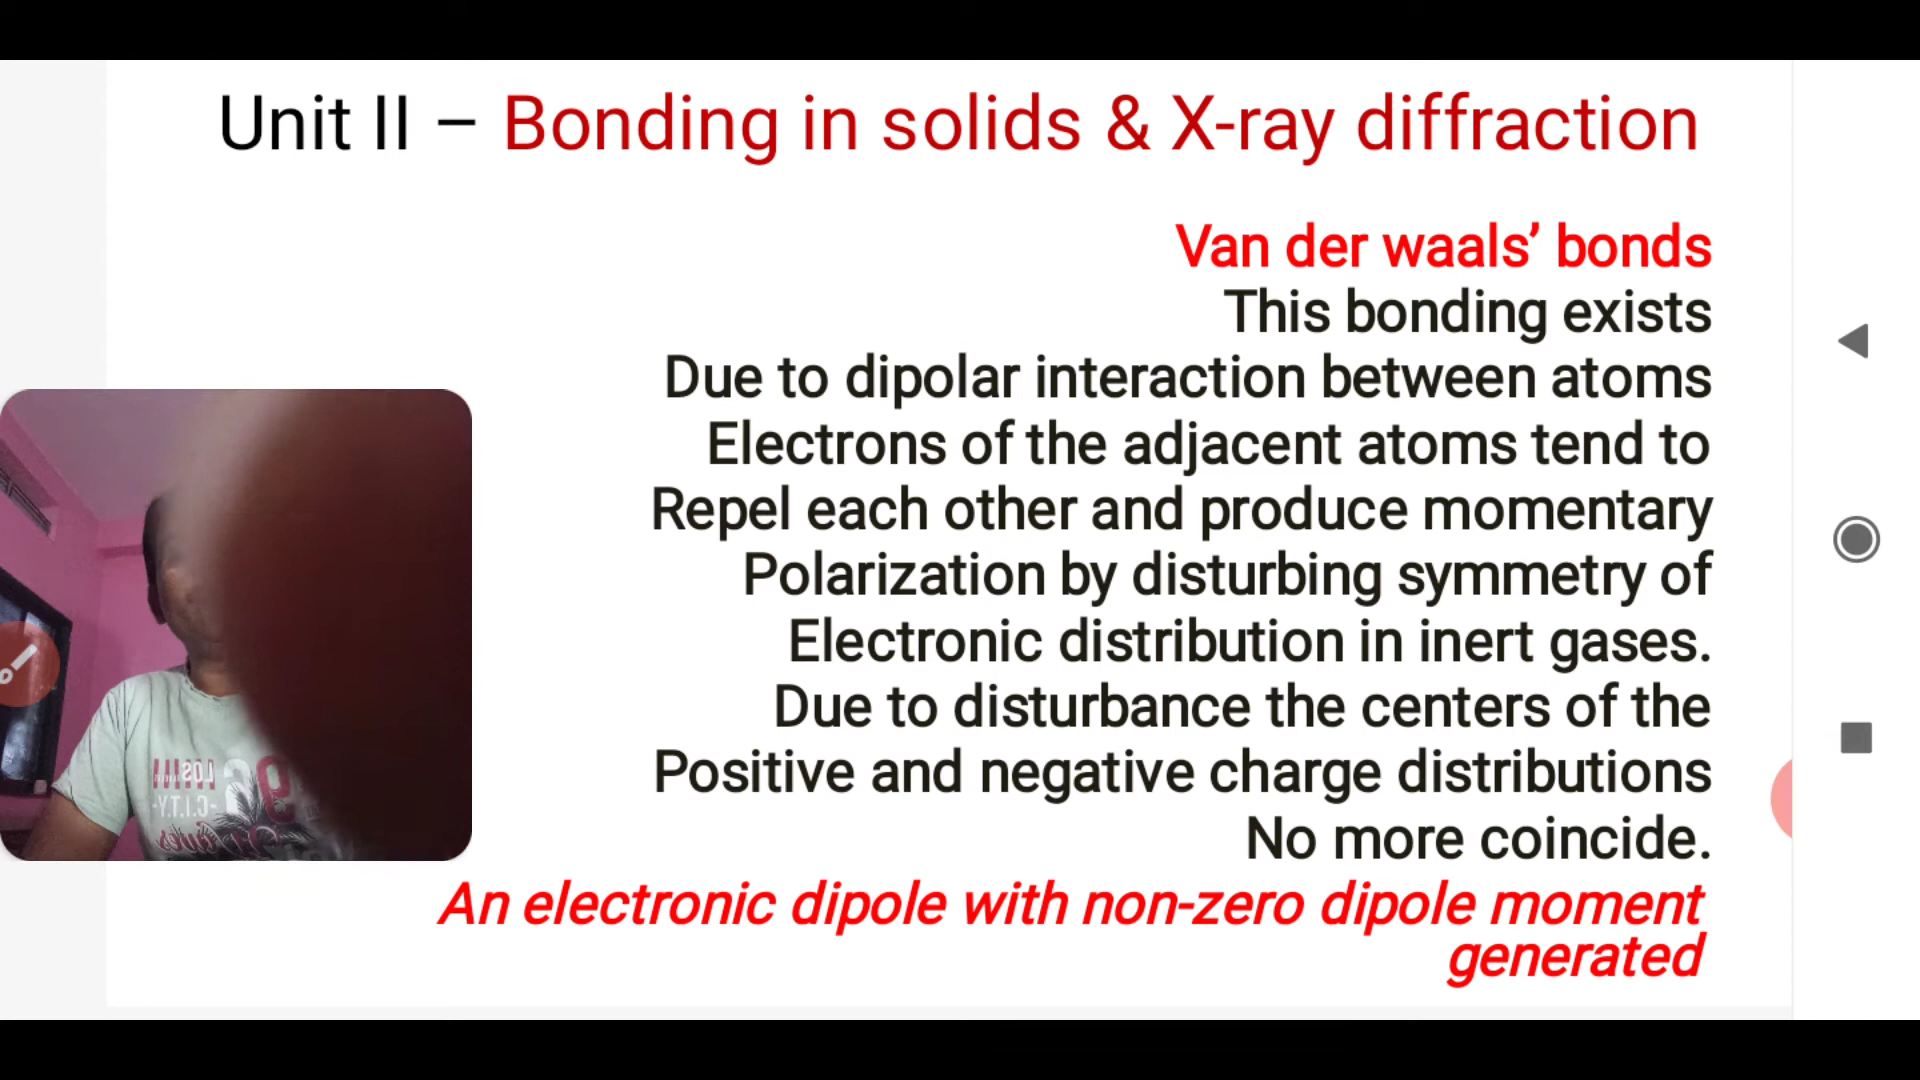 Unit II – Bonding in solids & X-ray diffraction
Van der waals’ bonds
This bonding exists
Due to dipolar interaction between atoms
Electrons of the adjacent atoms tend to
Repel each other and produce momentary
Polarization by disturbing symmetry of
Electronic distribution in inert gases.
Due to disturbance the centers of the
Positive and negative charge distributions
No more coincide.
An electronic dipole with non-zero dipole moment
generated
LOS
C.I.T.Y